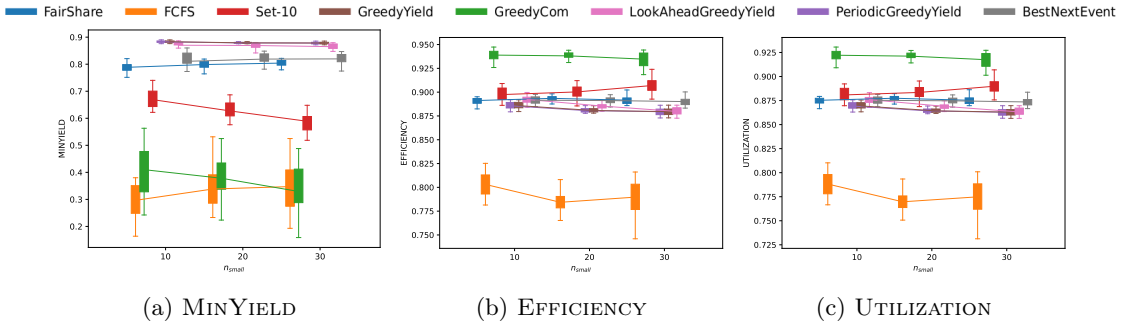 FairShare FCFS Set-10 GreedyYield GreedyCom LookAheadGreedyYield PeriodicGreedyYield BestNextEvent
MINYIELD
0.9
0.8
0.7
0.6
0.5
0.4
0.3
0.2
10 20 30
n_small
(a) MINYIELD
EFFICIENCY
0.950
0.925
0.900
0.875
0.850
0.825
0.800
0.775
0.750
10 20 30
n_small
(b) EFFICIENCY
UTILIZATION
0.925
0.900
0.875
0.850
0.825
0.800
0.775
0.750
0.725
10 20 30
n_small
(c) UTILIZATION